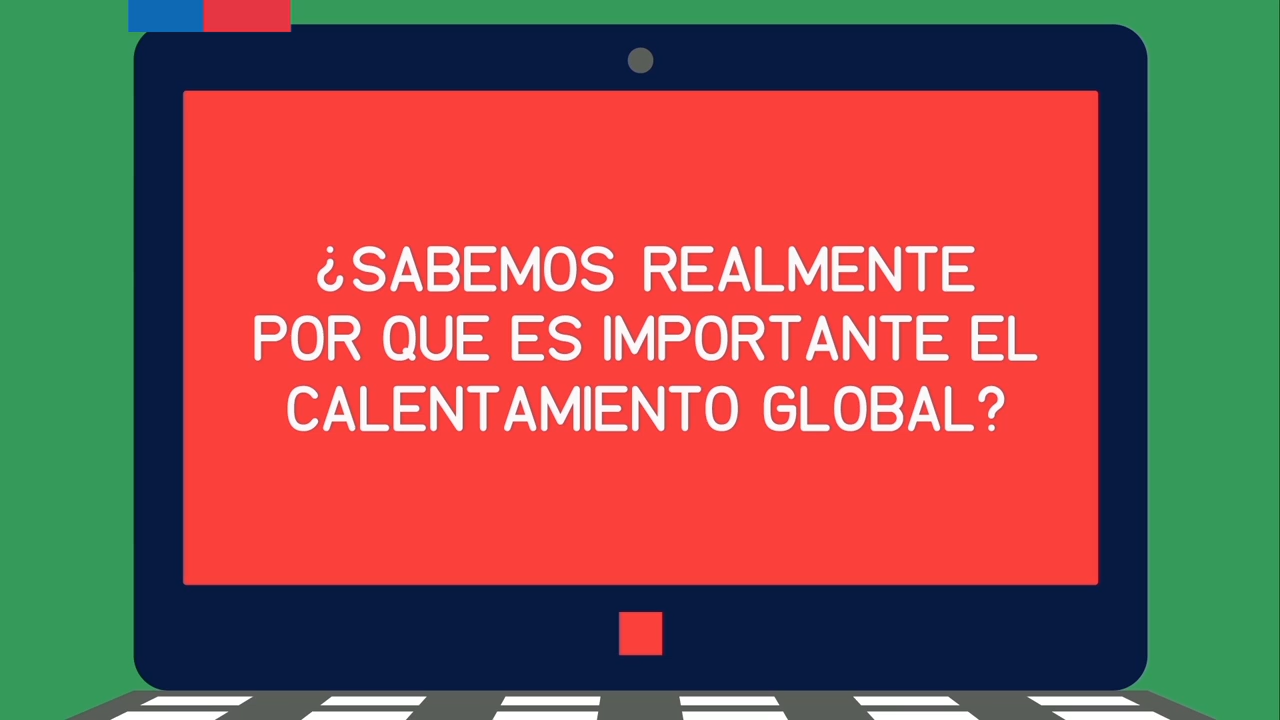 ¿SABEMOS REALMENTE
POR QUE ES IMPORTANTE EL
CALENTAMIENTO GLOBAL?